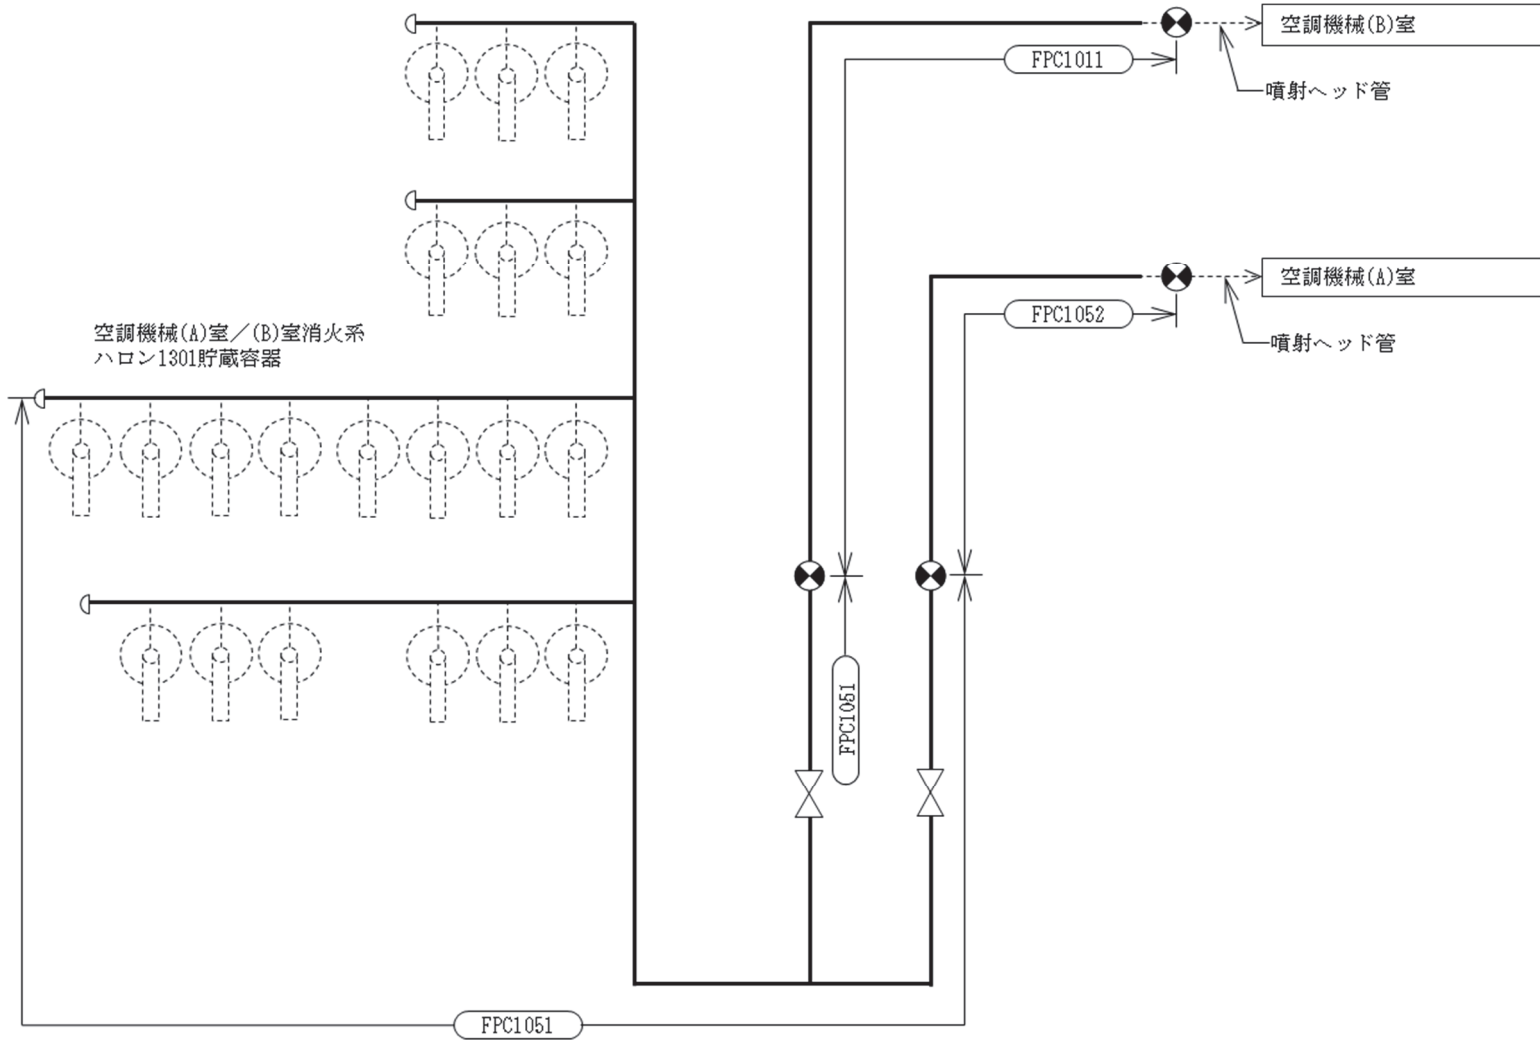 空調機械(B)室
FPC1011
噴射ヘッド管
空調機械(A)室
FPC1052
噴射ヘッド管
空調機械(A)室／(B)室消火系
ハロン1301貯蔵容器
FPC1051
FPC1051